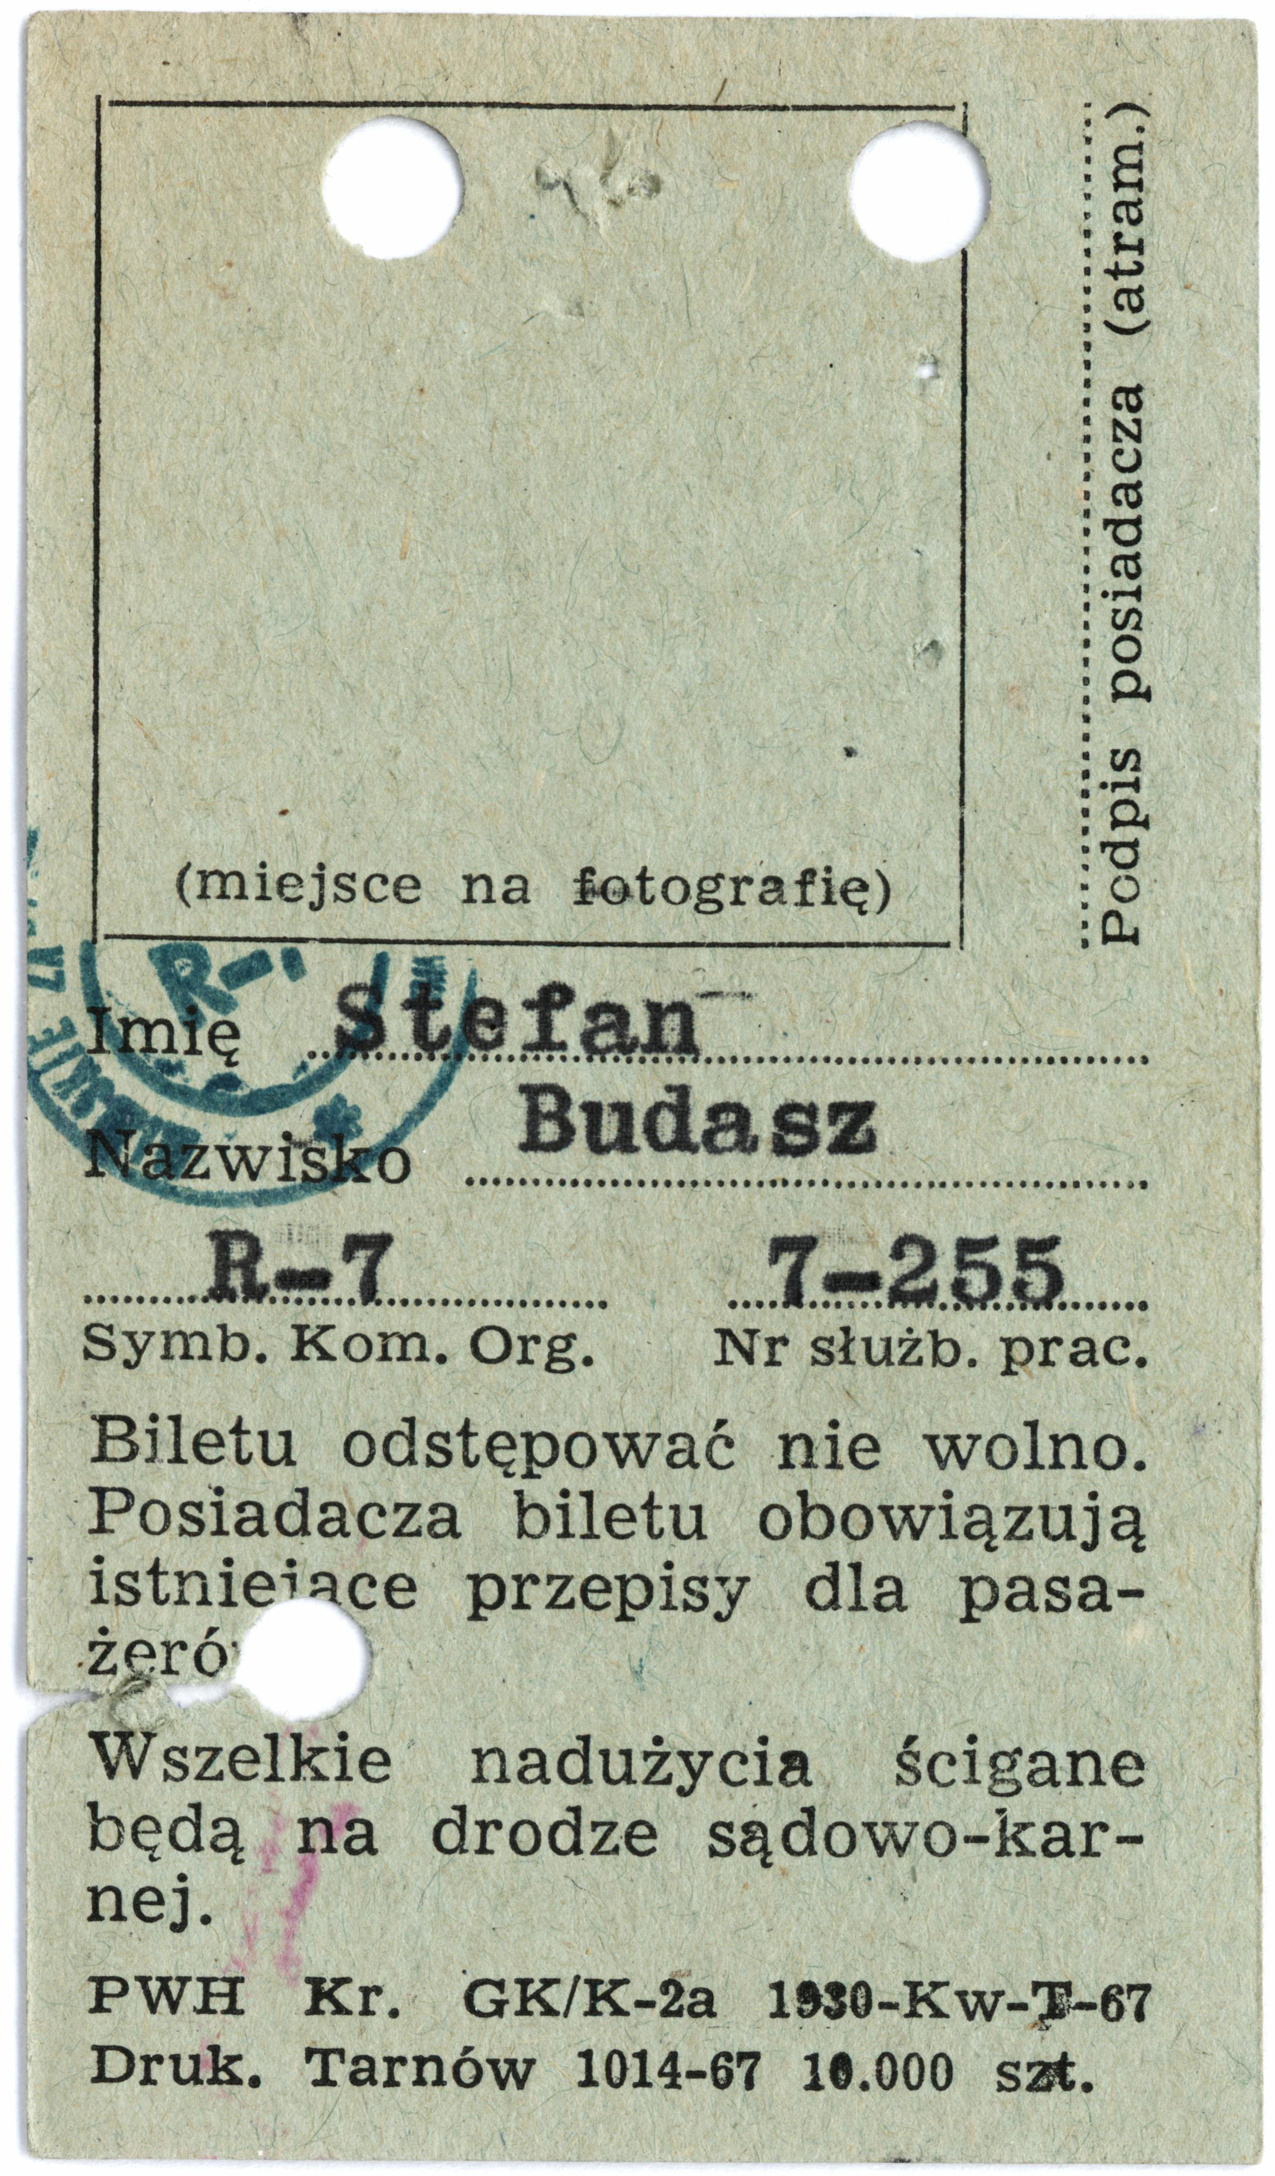 (miejsce na fotografię)
Podpis posiadacza (atram.)
R-
Imię Stefan
Nazwisko Budasz
R-7 7-255
Symb. Kom. Org. Nr służb. prac.
Biletu odstępować nie wolno.
Posiadacza biletu obowiązują
istniejące przepisy dla pasa-
żeró
Wszelkie nadużycia ścigane
będą na drodze sądowo-kar-
nej.
PWH Kr. GK/K-2a 1930-Kw-T-67
Druk. Tarnów 1014-67 10.000 szt.